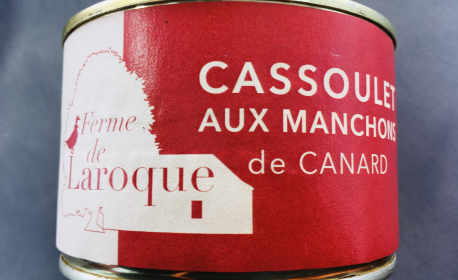 Ferme
de
Laroque
CASSOULET
AUX MANCHONS
de CANARD